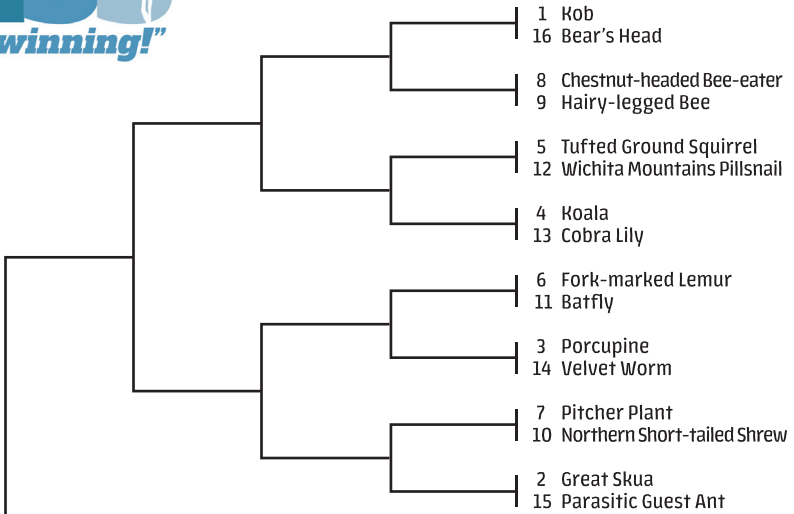 winning!”
1 Kob
16 Bear’s Head
8 Chestnut-headed Bee-eater
9 Hairy-legged Bee
5 Tufted Ground Squirrel
12 Wichita Mountains Pillsnail
4 Koala
13 Cobra Lily
6 Fork-marked Lemur
11 Batfly
3 Porcupine
14 Velvet Worm
7 Pitcher Plant
10 Northern Short-tailed Shrew
2 Great Skua
15 Parasitic Guest Ant